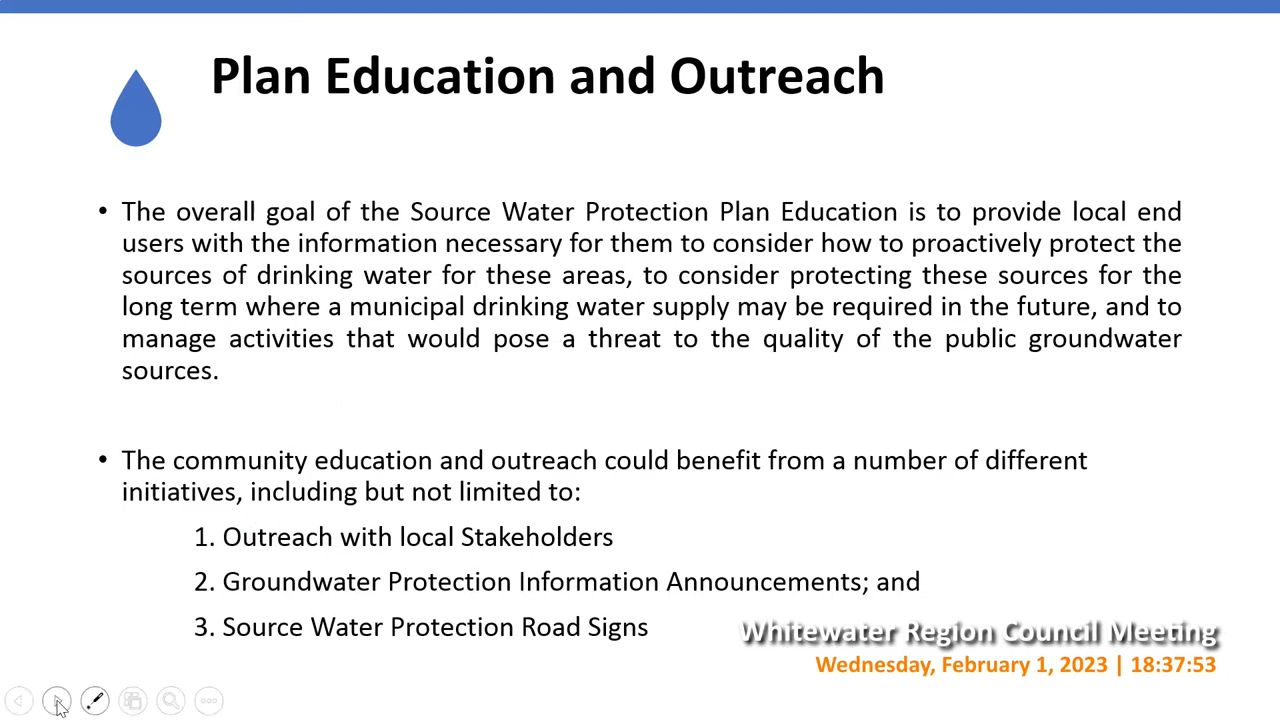 Plan Education and Outreach
• The overall goal of the Source Water Protection Plan Education is to provide local end
users with the information necessary for them to consider how to proactively protect the
sources of drinking water for these areas, to consider protecting these sources for the
long term where a municipal drinking water supply may be required in the future, and to
manage activities that would pose a threat to the quality of the public groundwater
sources.
• The community education and outreach could benefit from a number of different
initiatives, including but not limited to:
1. Outreach with local Stakeholders
2. Groundwater Protection Information Announcements; and
3. Source Water Protection Road Signs
Whitewater Region Council Meeting
Wednesday, February 1, 2023 | 18:37:53